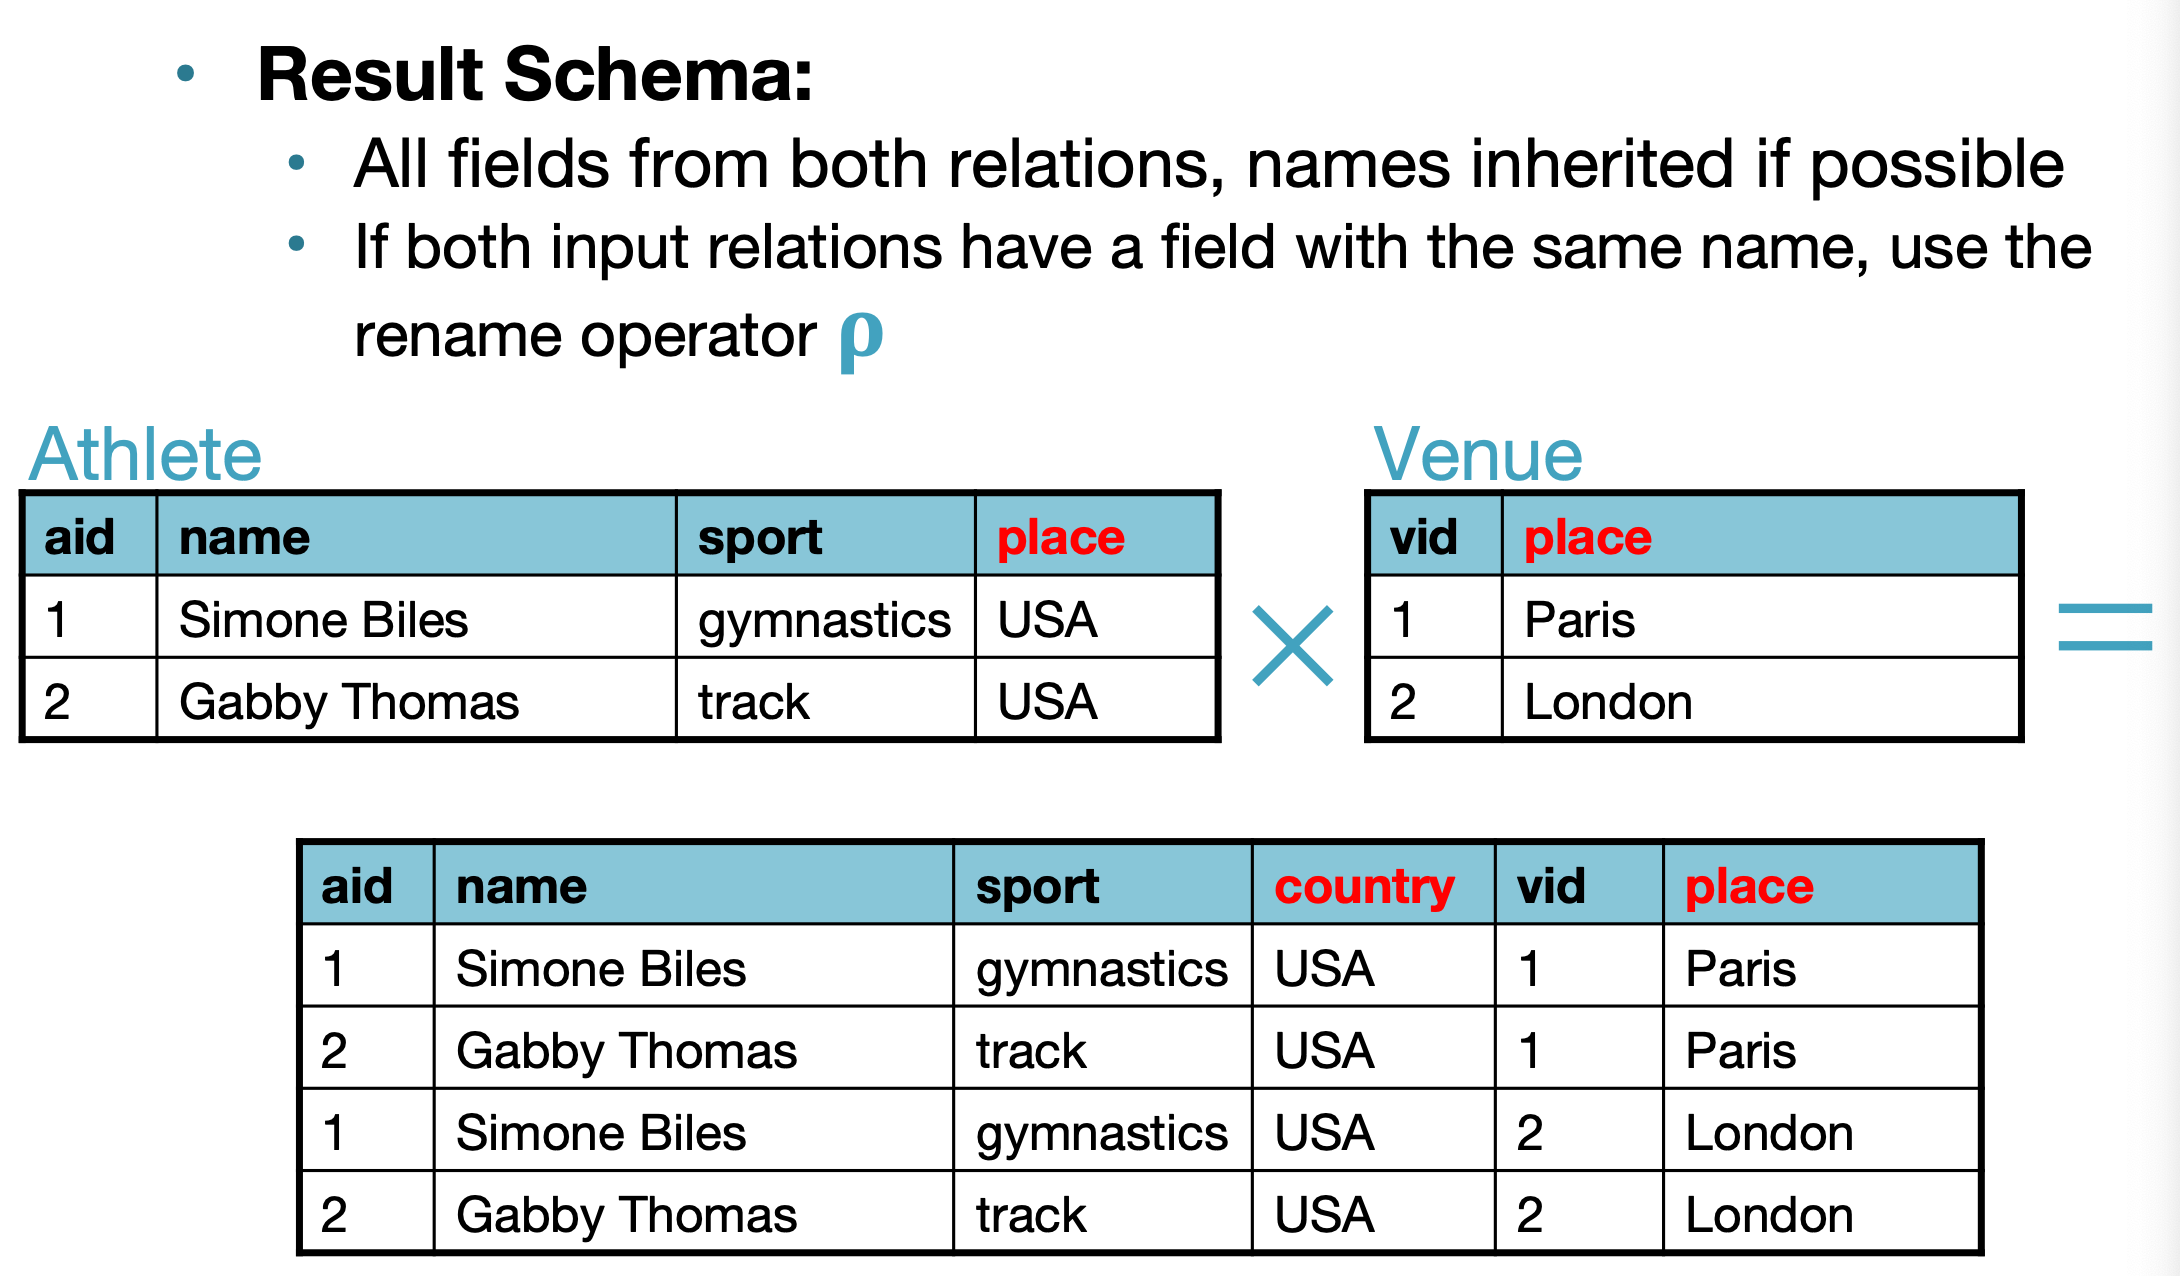 • Result Schema:
• All fields from both relations, names inherited if possible
• If both input relations have a field with the same name, use the
rename operator ρ
Athlete
aid name sport place
1 Simone Biles gymnastics USA
2 Gabby Thomas track USA
×
Venue
vid place
1 Paris
2 London
=
aid name sport country vid place
1 Simone Biles gymnastics USA 1 Paris
2 Gabby Thomas track USA 1 Paris
1 Simone Biles gymnastics USA 2 London
2 Gabby Thomas track USA 2 London